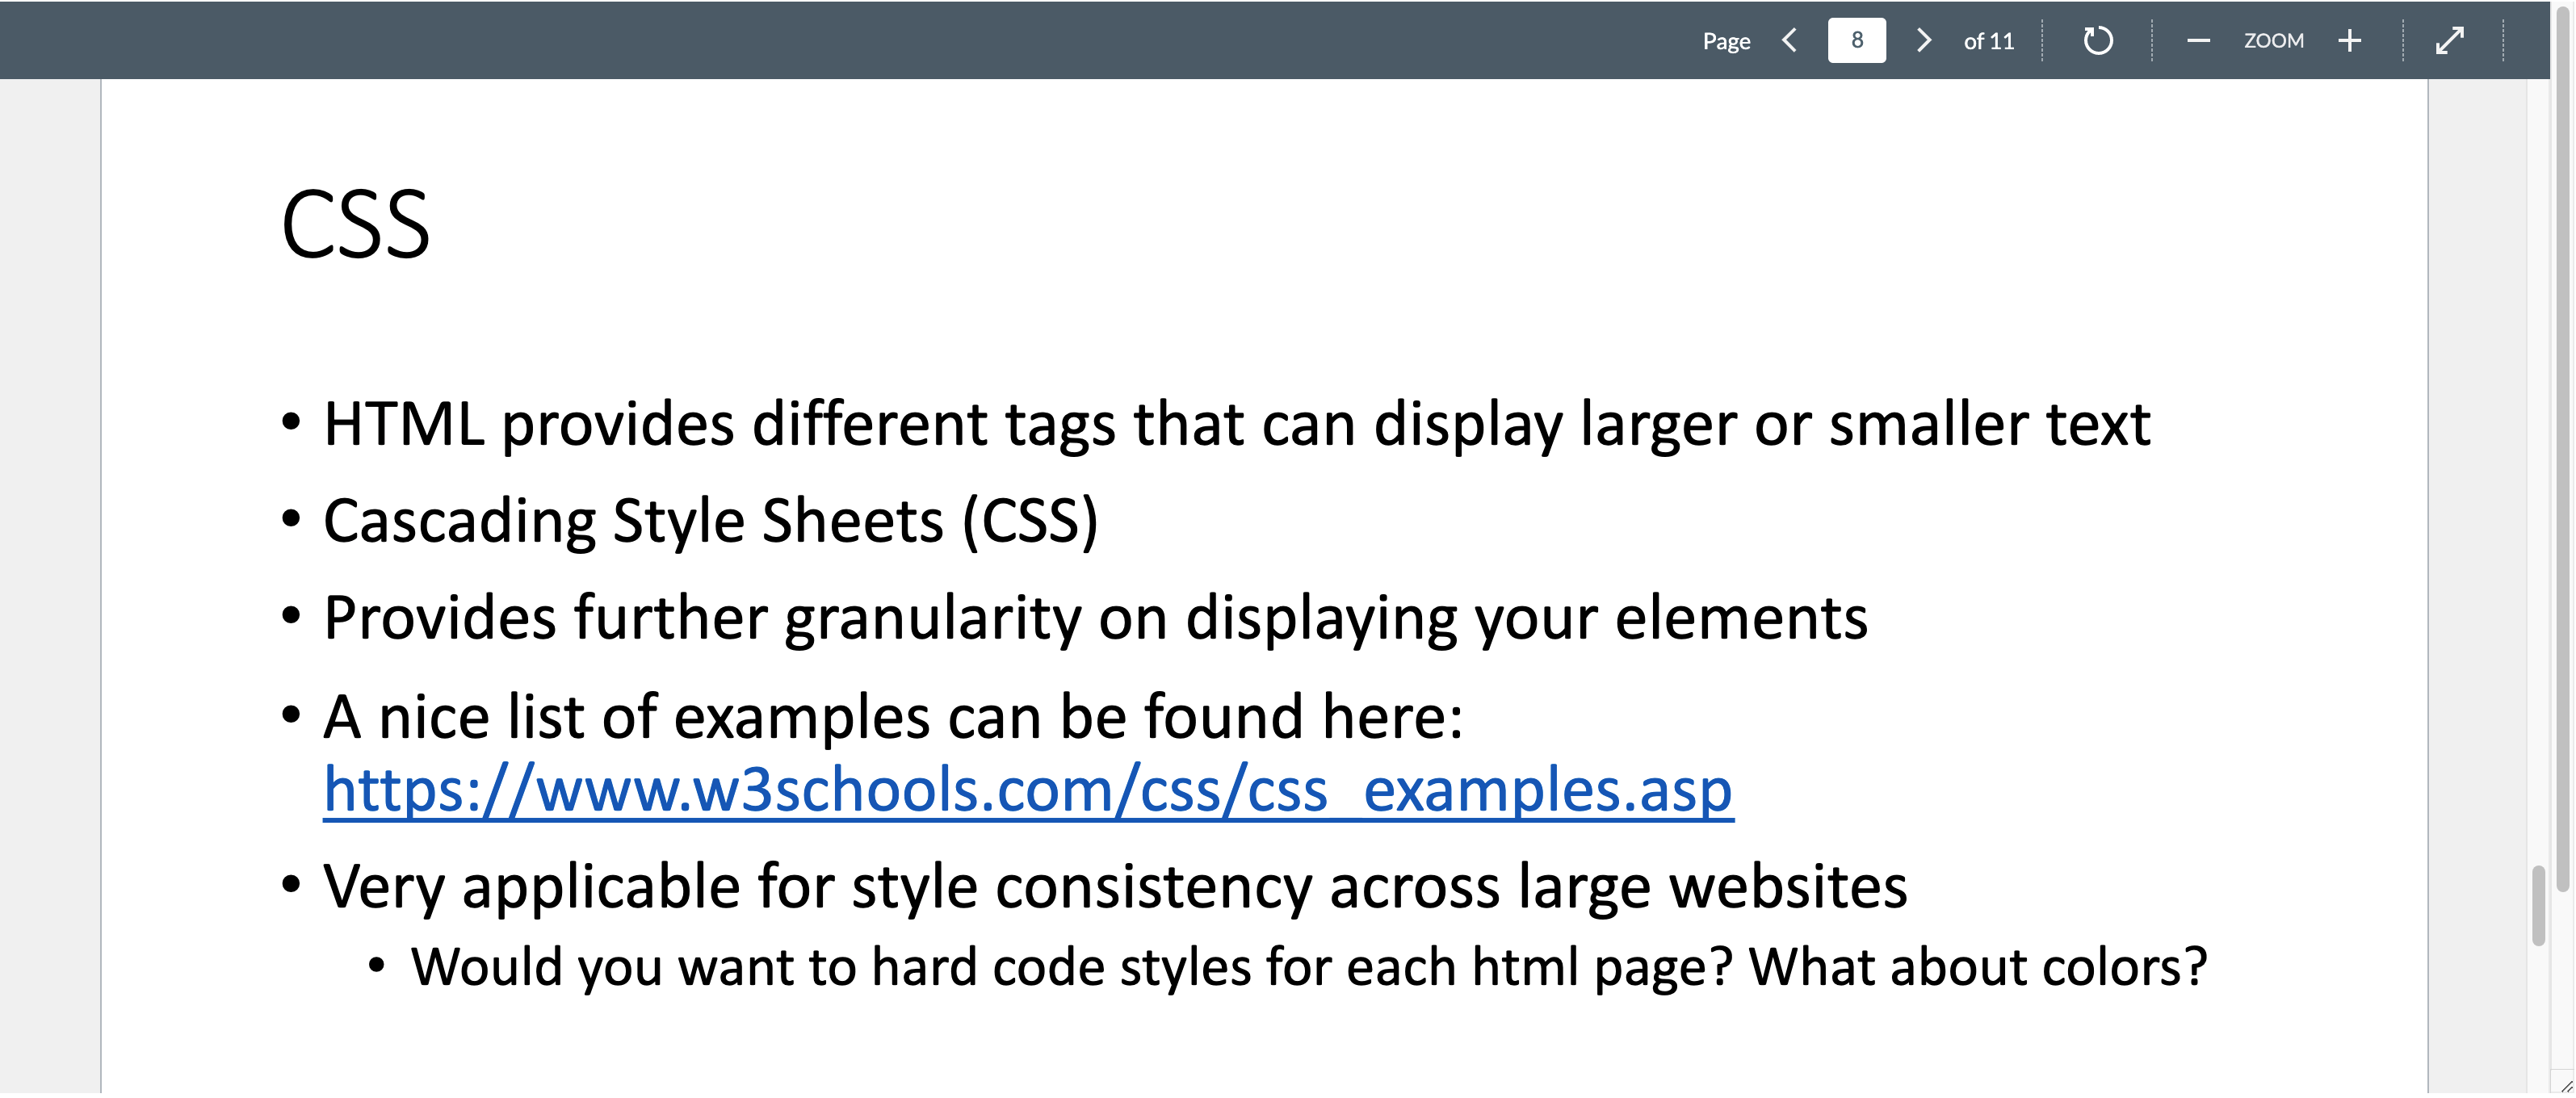 Page 8 of 11 ZOOM
CSS
• HTML provides different tags that can display larger or smaller text
• Cascading Style Sheets (CSS)
• Provides further granularity on displaying your elements
• A nice list of examples can be found here:
https://www.w3schools.com/css/css_examples.asp
• Very applicable for style consistency across large websites
• Would you want to hard code styles for each html page? What about colors?